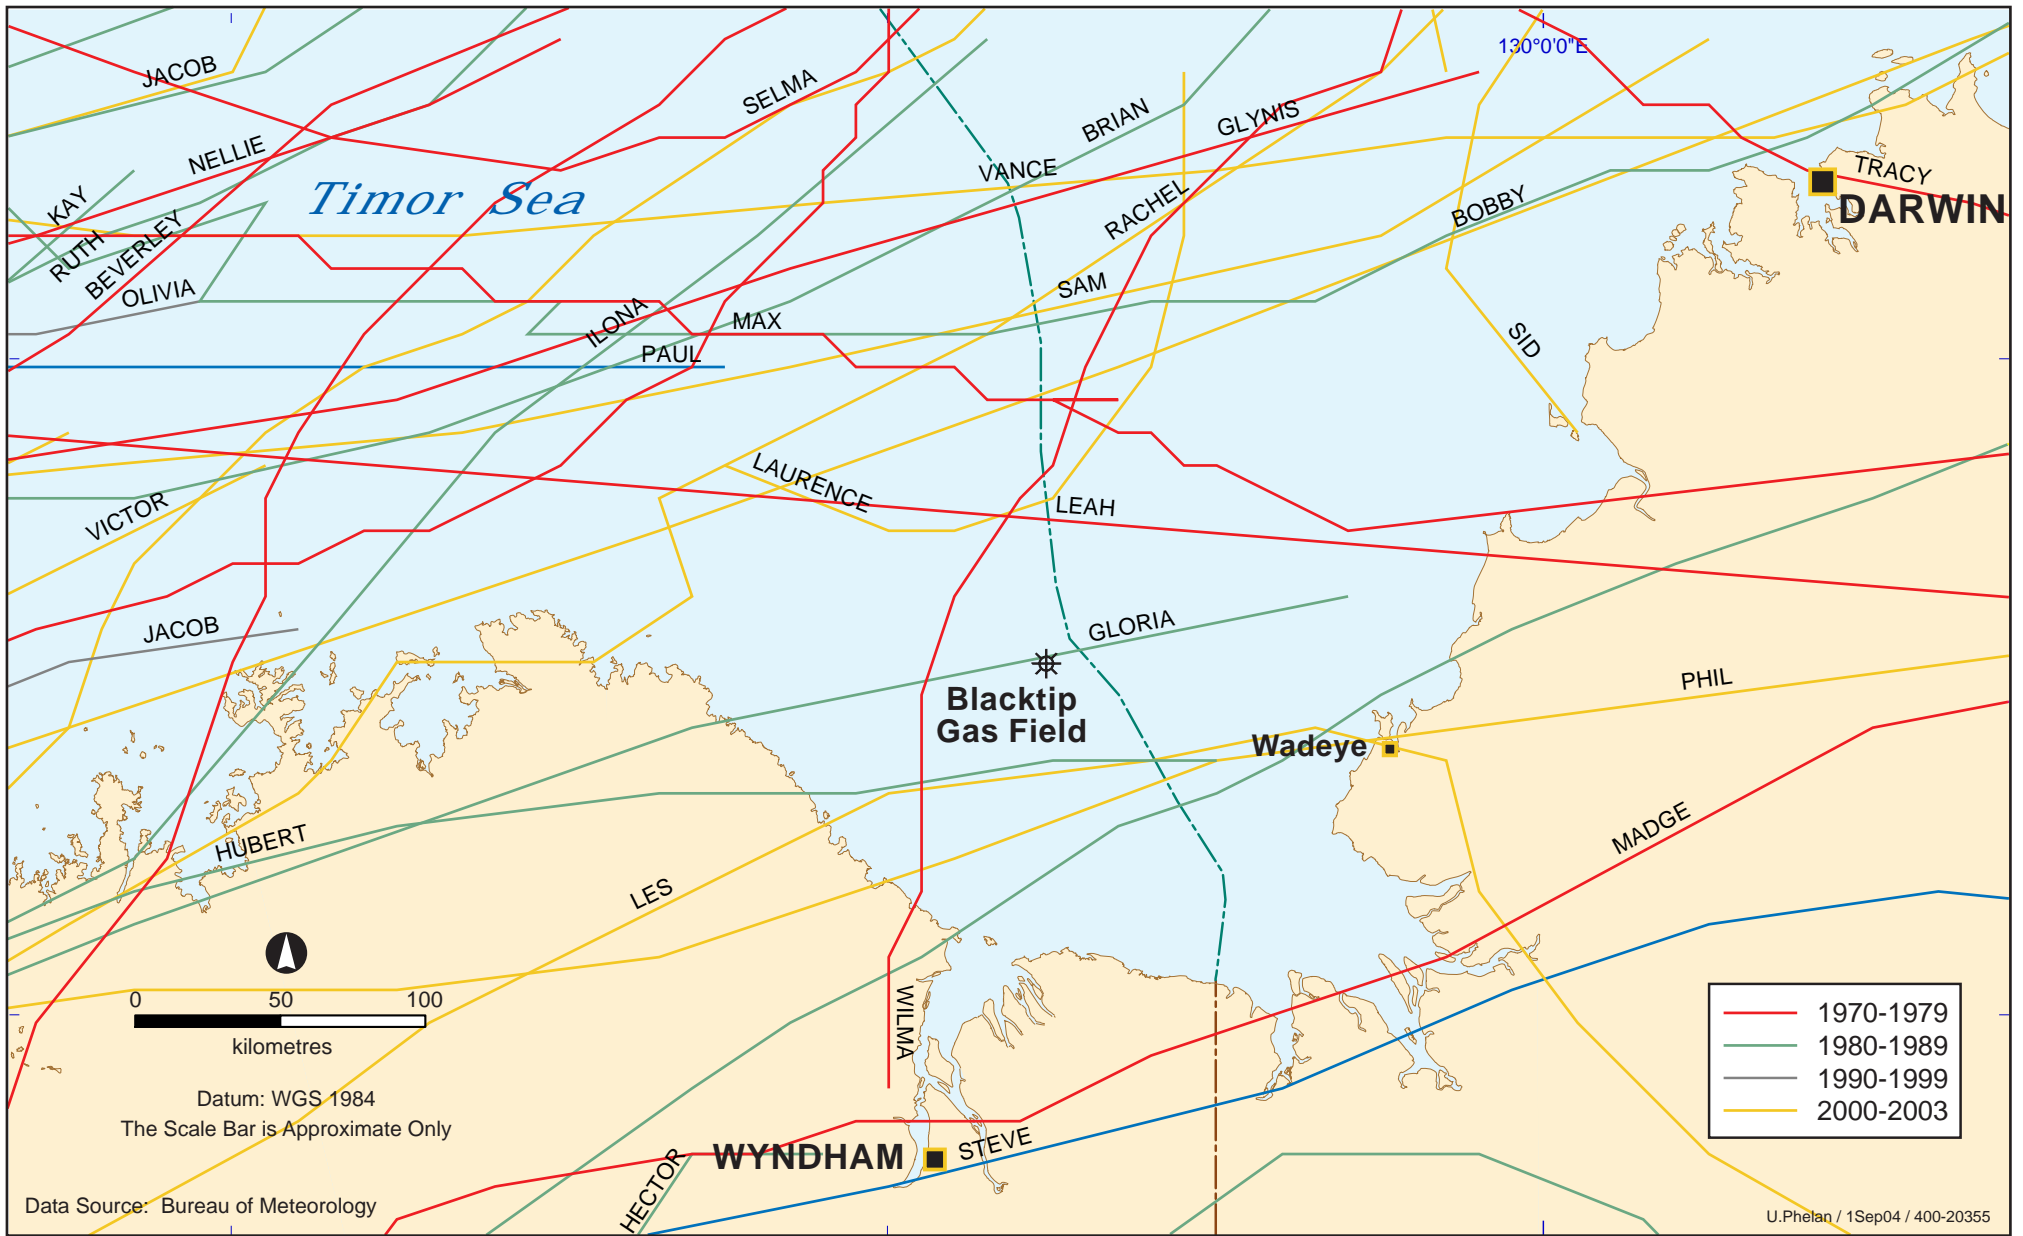 130°0'0"E
JACOB
SELMA
BRIAN
GLYNIS
NELLIE
VANCE
TRACY
KAY
Timor Sea
RACHEL
BOBBY
DARWIN
RUTH
BEVERLEY
OLIVIA
SAM
ILONA
MAX
SID
PAUL
LAURENCE
VICTOR
LEAH
JACOB
GLORIA
Blacktip
Gas Field
PHIL
Wadeye
HUBERT
MADGE
LES
0 50 100
kilometres
WILMA
1970-1979
1980-1989
1990-1999
2000-2003
Datum: WGS 1984
The Scale Bar is Approximate Only
WYNDHAM
STEVE
HECTOR
Data Source: Bureau of Meteorology
U.Phelan / 1Sep04 / 400-20355